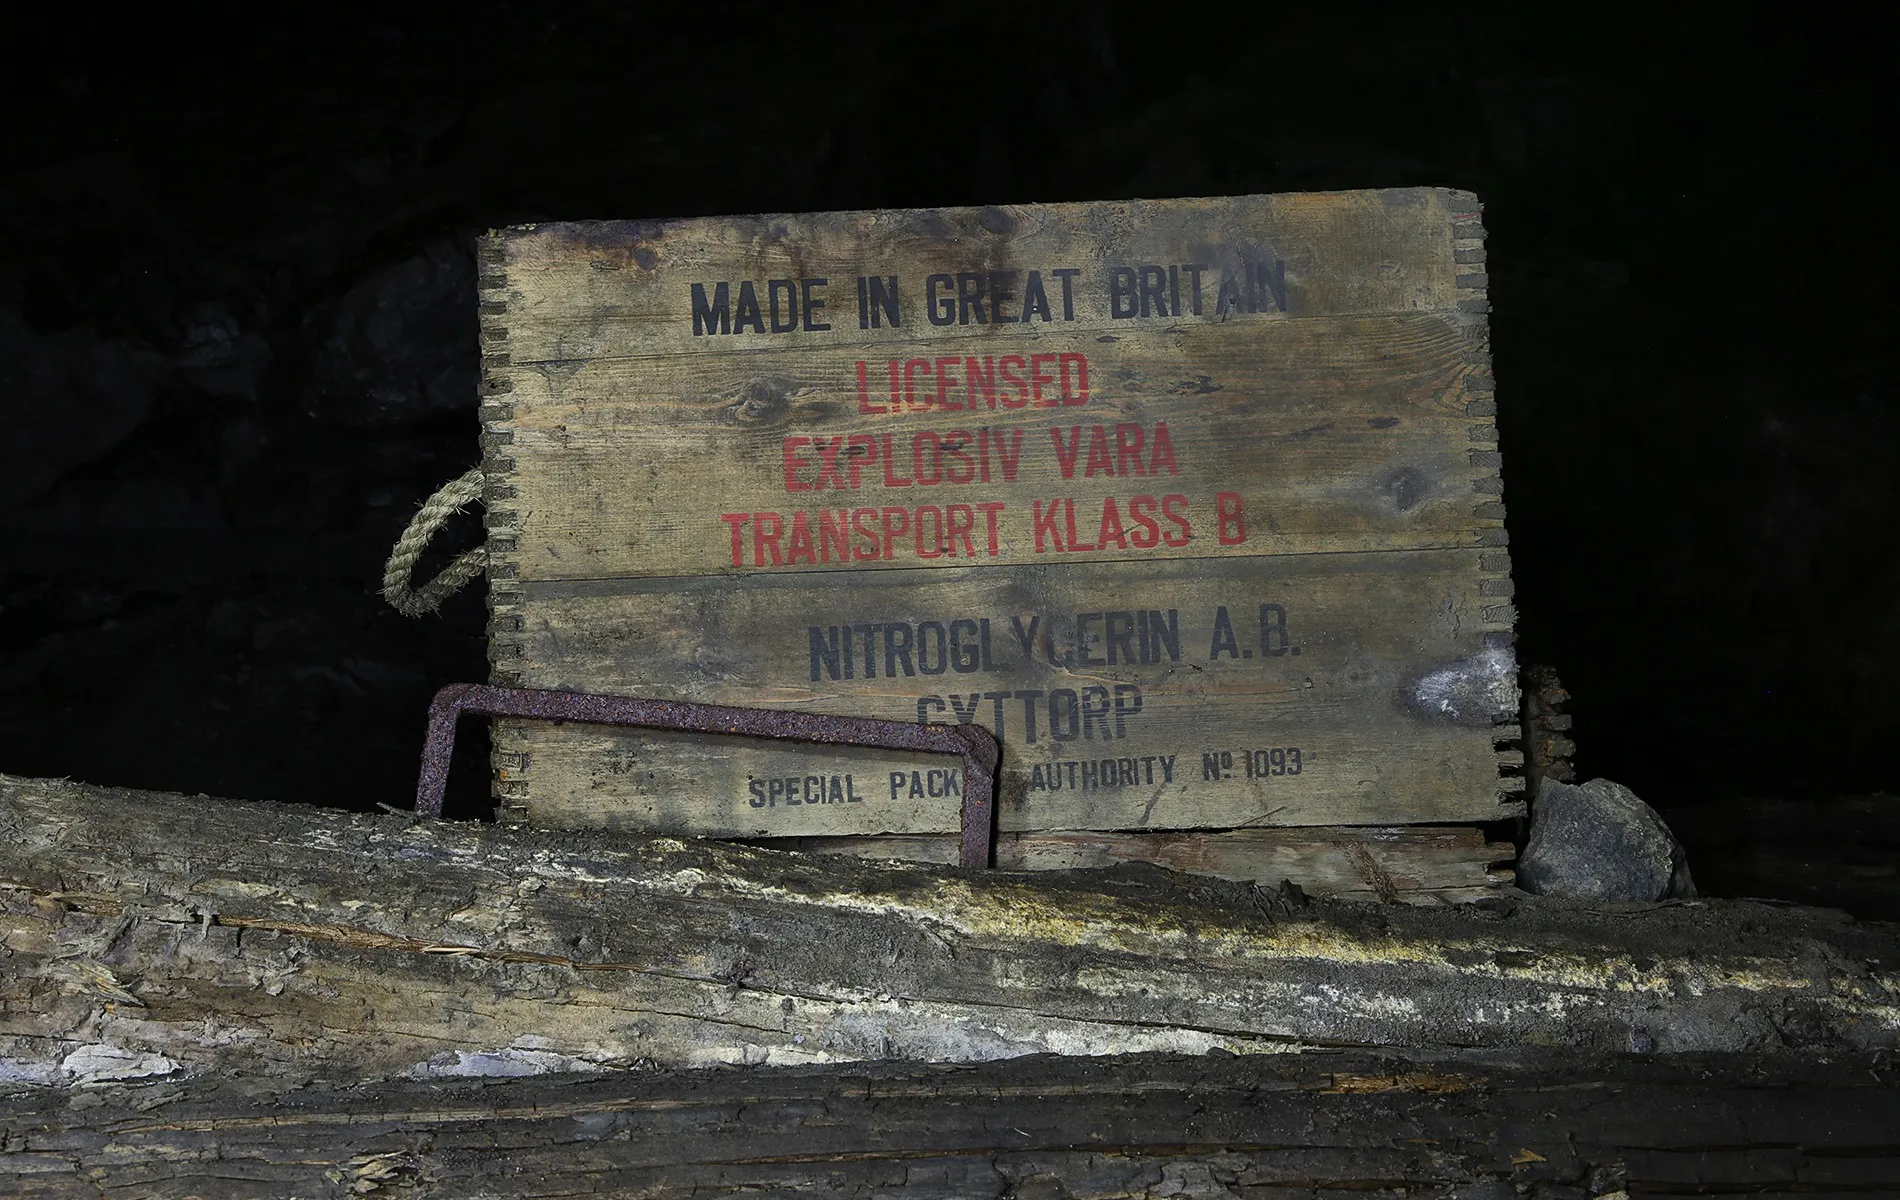 MADE IN GREAT BRITAIN
LICENSED
EXPLOSIV VARA
TRANSPORT KLASS B
NITROGLYCERIN A.B.
GYTTORP
SPECIAL PACK AUTHORITY Nº 1093